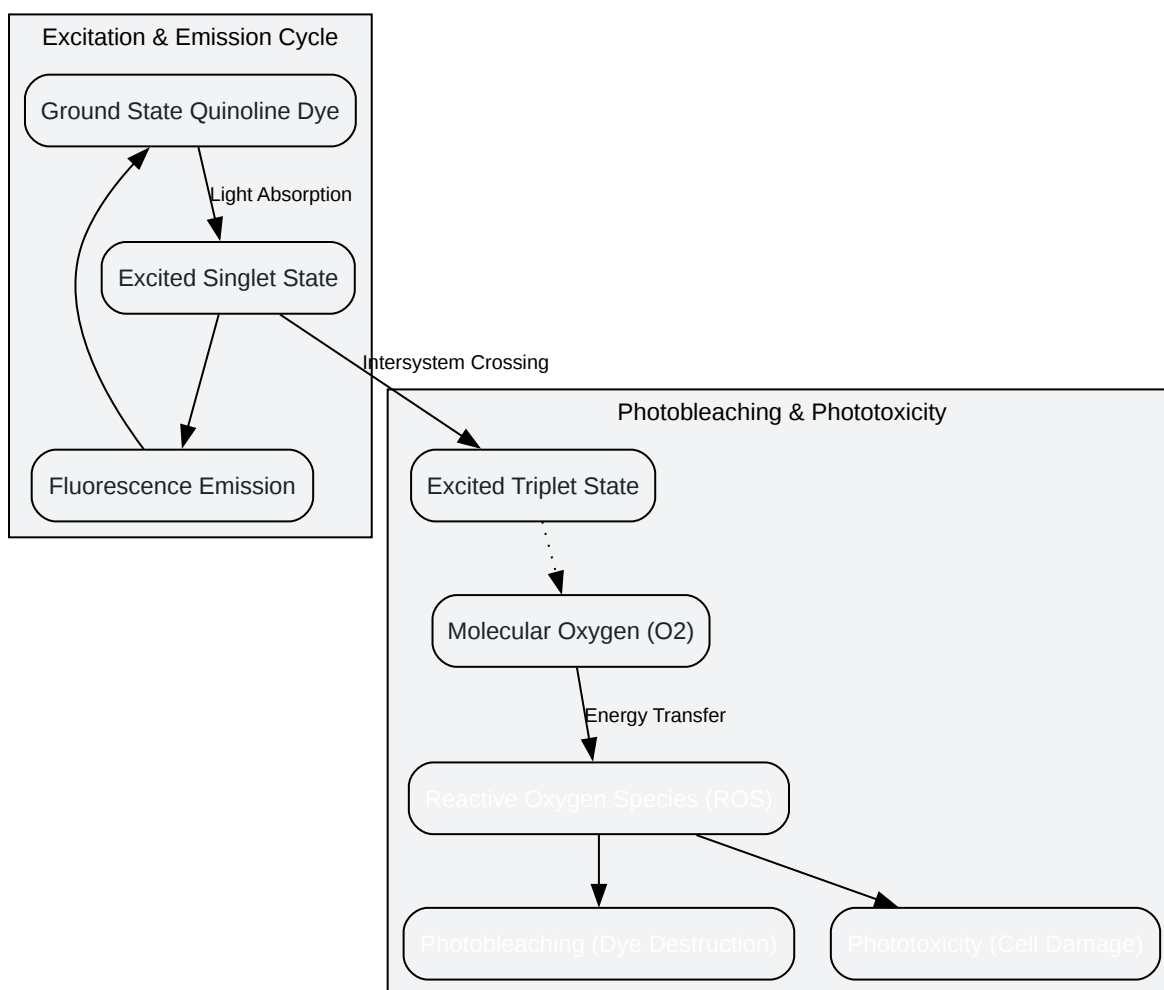 Excitation & Emission Cycle
Ground State Quinoline Dye
Light Absorption
Excited Singlet State
Intersystem Crossing
Photobleaching & Phototoxicity
Fluorescence Emission
Excited Triplet State
Molecular Oxygen (O2)
Energy Transfer
Reactive Oxygen Species (ROS)
Photobleaching (Dye Destruction)
Phototoxicity (Cell Damage)